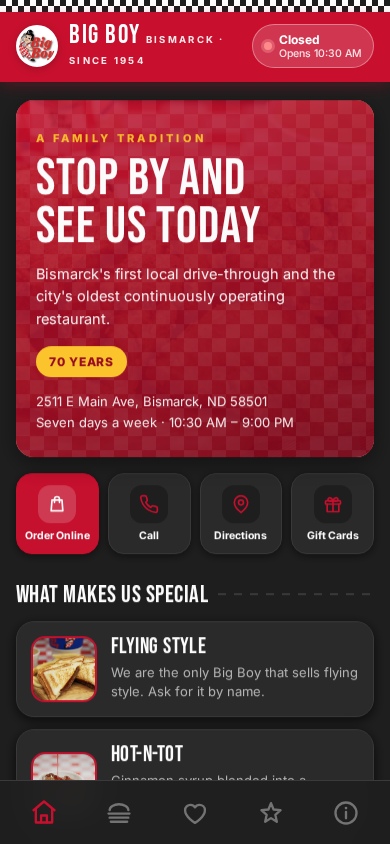 Big Boy
BIG BOY BISMARCK ·
SINCE 1954
Closed
Opens 10:30 AM
A FAMILY TRADITION
STOP BY AND
SEE US TODAY
Bismarck's first local drive-through and the
city's oldest continuously operating
restaurant.
70 YEARS
2511 E Main Ave, Bismarck, ND 58501
Seven days a week · 10:30 AM – 9:00 PM
Order Online
Call
Directions
Gift Cards
WHAT MAKES US SPECIAL
FLYING STYLE
We are the only Big Boy that sells flying
style. Ask for it by name.
HOT-N-TOT
Cinnamon syrup blended into a